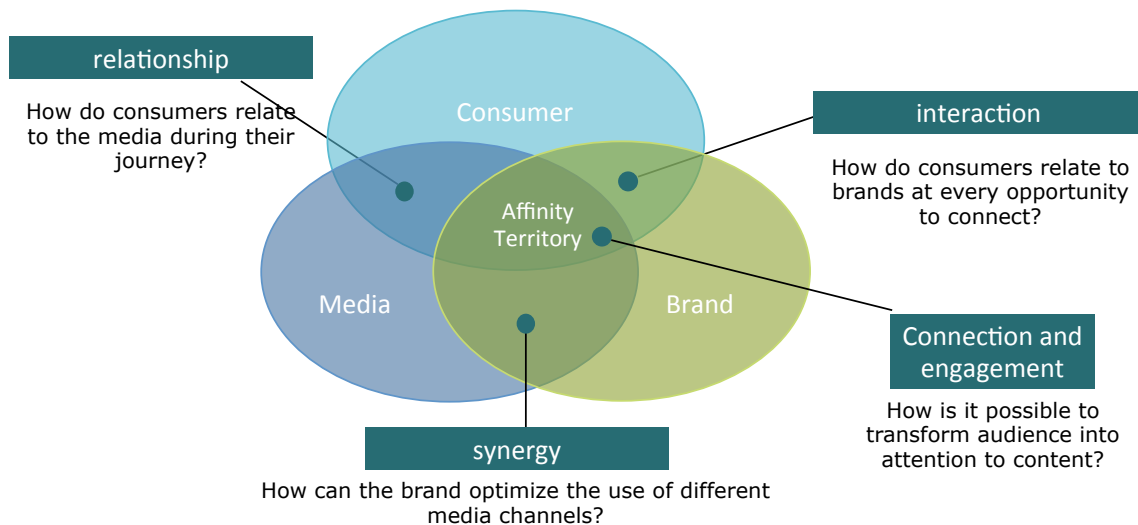 relationship
How do consumers relate
to the media during their
journey?
Consumer
interaction
How do consumers relate to
brands at every opportunity
to connect?
Affinity
Territory
Media
Brand
Connection and
engagement
How is it possible to
transform audience into
attention to content?
synergy
How can the brand optimize the use of different
media channels?